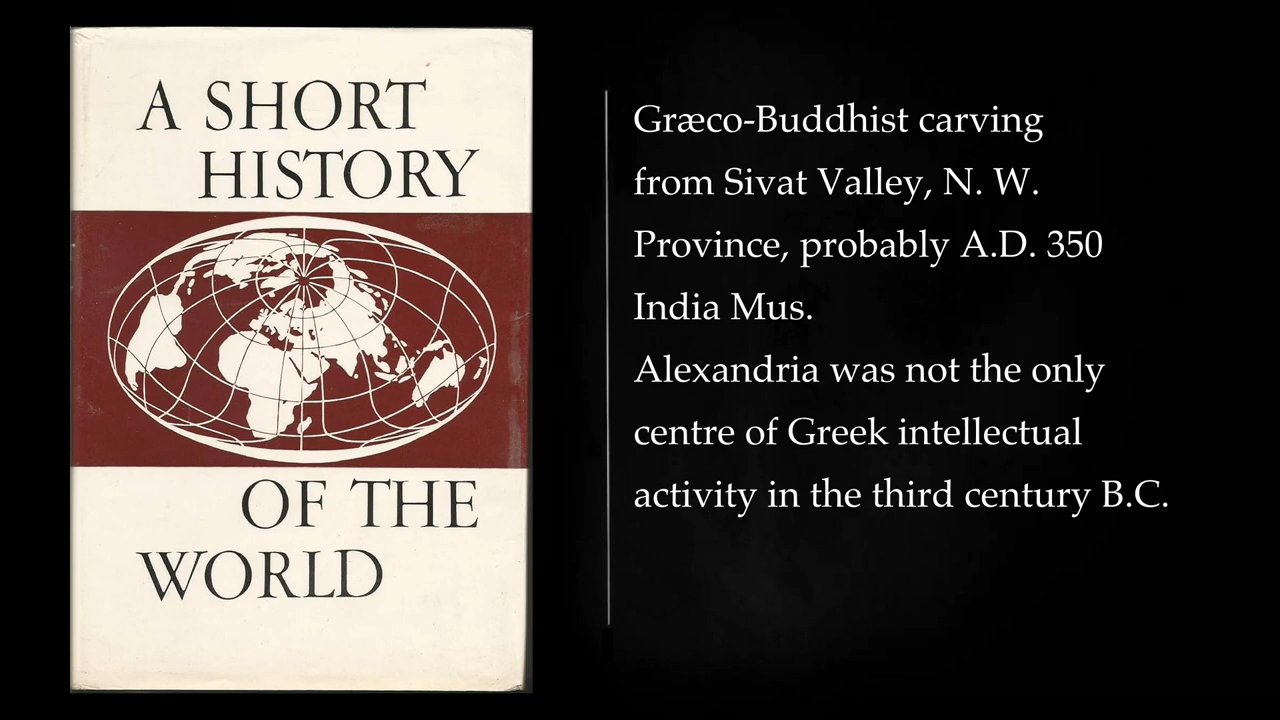 A SHORT
HISTORY
OF THE
WORLD
Græco-Buddhist carving
from Sivat Valley, N. W.
Province, probably A.D. 350
India Mus.
Alexandria was not the only
centre of Greek intellectual
activity in the third century B.C.